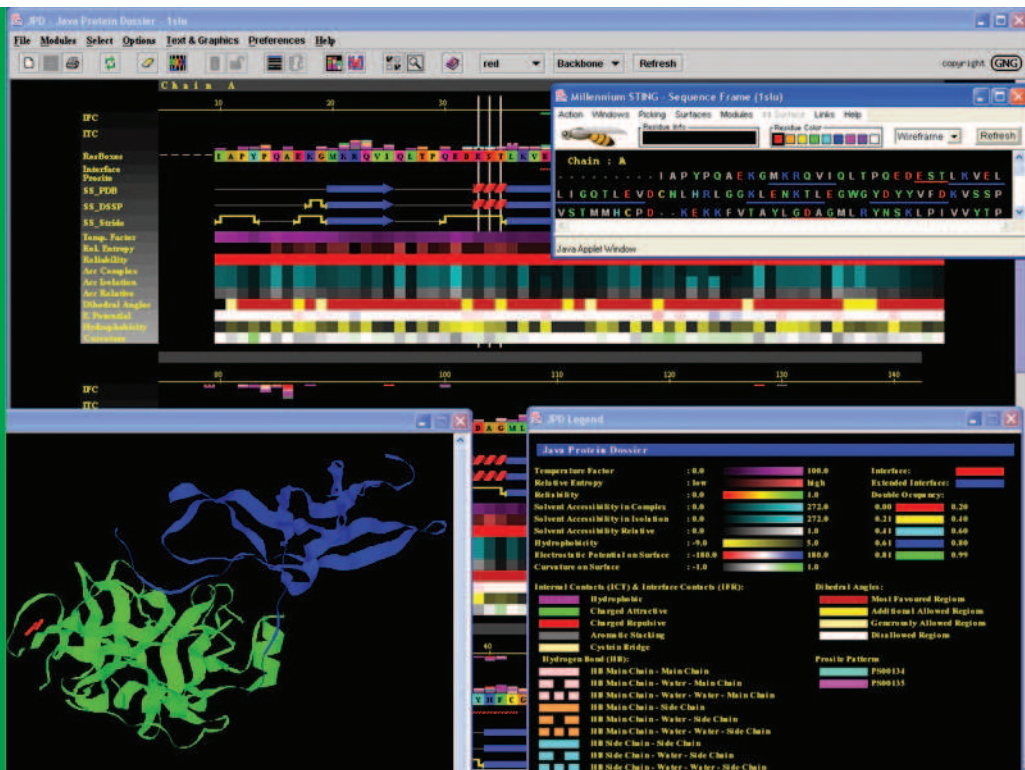 JPD - Java Protein Dossier - 1slu
File Modules Select Options Text & Graphics Preferences Help
red Backbone Refresh copyright GNG
Chain A
10 20 30
IFC
ITC
ResBoxes I A P Y P Q A E K G M K R Q V I Q L T P Q E D E S T L K V E
Interface
Prosite
SS_PDB
SS_DSSP
SS_Stride
Temp. Factor
Rel. Entropy
Reliability
Acc Complex
Acc Isolation
Acc Relative
Dihedral Angles
E Potential
Hydrophobicity
Curvature
Millennium STING - Sequence Frame (1slu)
Action Windows Picking Surfaces Modules Surface Links Help
Residue Info Residue Color
Wireframe Refresh
Chain : A
- - - - - - - - - I A P Y P Q A E K G M K R Q V I Q L T P Q E D E S T L K V E L
L I G Q T L E V D C N L H R L G G K L E N K T L E G W G Y D Y Y V F D K V S S P
V S T M M H C P D . . K E K K F V T A Y L G D A G M L R Y N S K L P I V V Y T P
Java Applet Window
80 100 110 120 130 140
IFC
ITC
D A G M L
60
Y H F C G
JPD Legend
Java Protein Dossier
Temperature Factor : 0.0 100.0 Interface:
Relative Entropy : low high Extended Interface:
Reliability : 0.0 1.0 Double Ocupancy:
Solvent Accessibility in Complex : 0.0 272.0 0.00 0.20
Solvent Accessibility in Isolation : 0.0 272.0 0.21 0.40
Solvent Accessibility Relative : 0.0 1.0 0.41 0.60
Hydrophobicity : -9.0 5.0 0.61 0.80
Electrostatic Potential on Surface : -180.0 180.0 0.81 0.99
Curvature on Surface : -1.0 1.0
Internal Contacts (ICT) & Interface Contacts (IFR): Dihedral Angles:
Hydrophobic Most Favoured Regions
Charged Attractive Additional Allowed Regions
Charged Repulsive Generously Allowed Regions
Aromatic Stacking Disallowed Regions
Cystein Bridge
Hydrogen Bond (HB): Prosite Patterns
HB Main Chain - Main Chain PS00134
HB Main Chain - Water - Main Chain PS00135
HB Main Chain - Water - Water - Main Chain
HB Main Chain - Side Chain
HB Main Chain - Water - Side Chain
HB Main Chain - Water - Water - Side Chain
HB Side Chain - Side Chain
HB Side Chain - Water - Side Chain
HB Side Chain - Water - Water - Side Chain